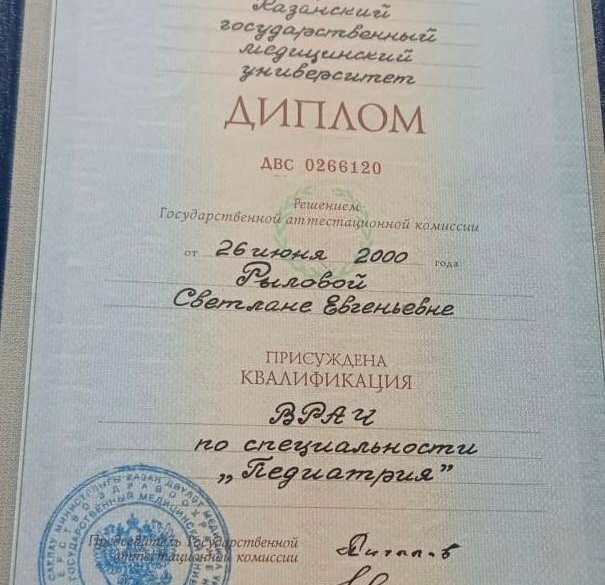 Казанский
государственный
медицинский
университет
ДИПЛОМ
ДВС 0266120
Решением
Государственной аттестационной комиссии
от 26 июня 2000 года
Рыловой
Светлане Евгеньевне
ПРИСУЖДЕНА
КВАЛИФИКАЦИЯ
ВРАЧ
по специальности
„Педиатрия”
Председатель Государственной
аттестационной комиссии